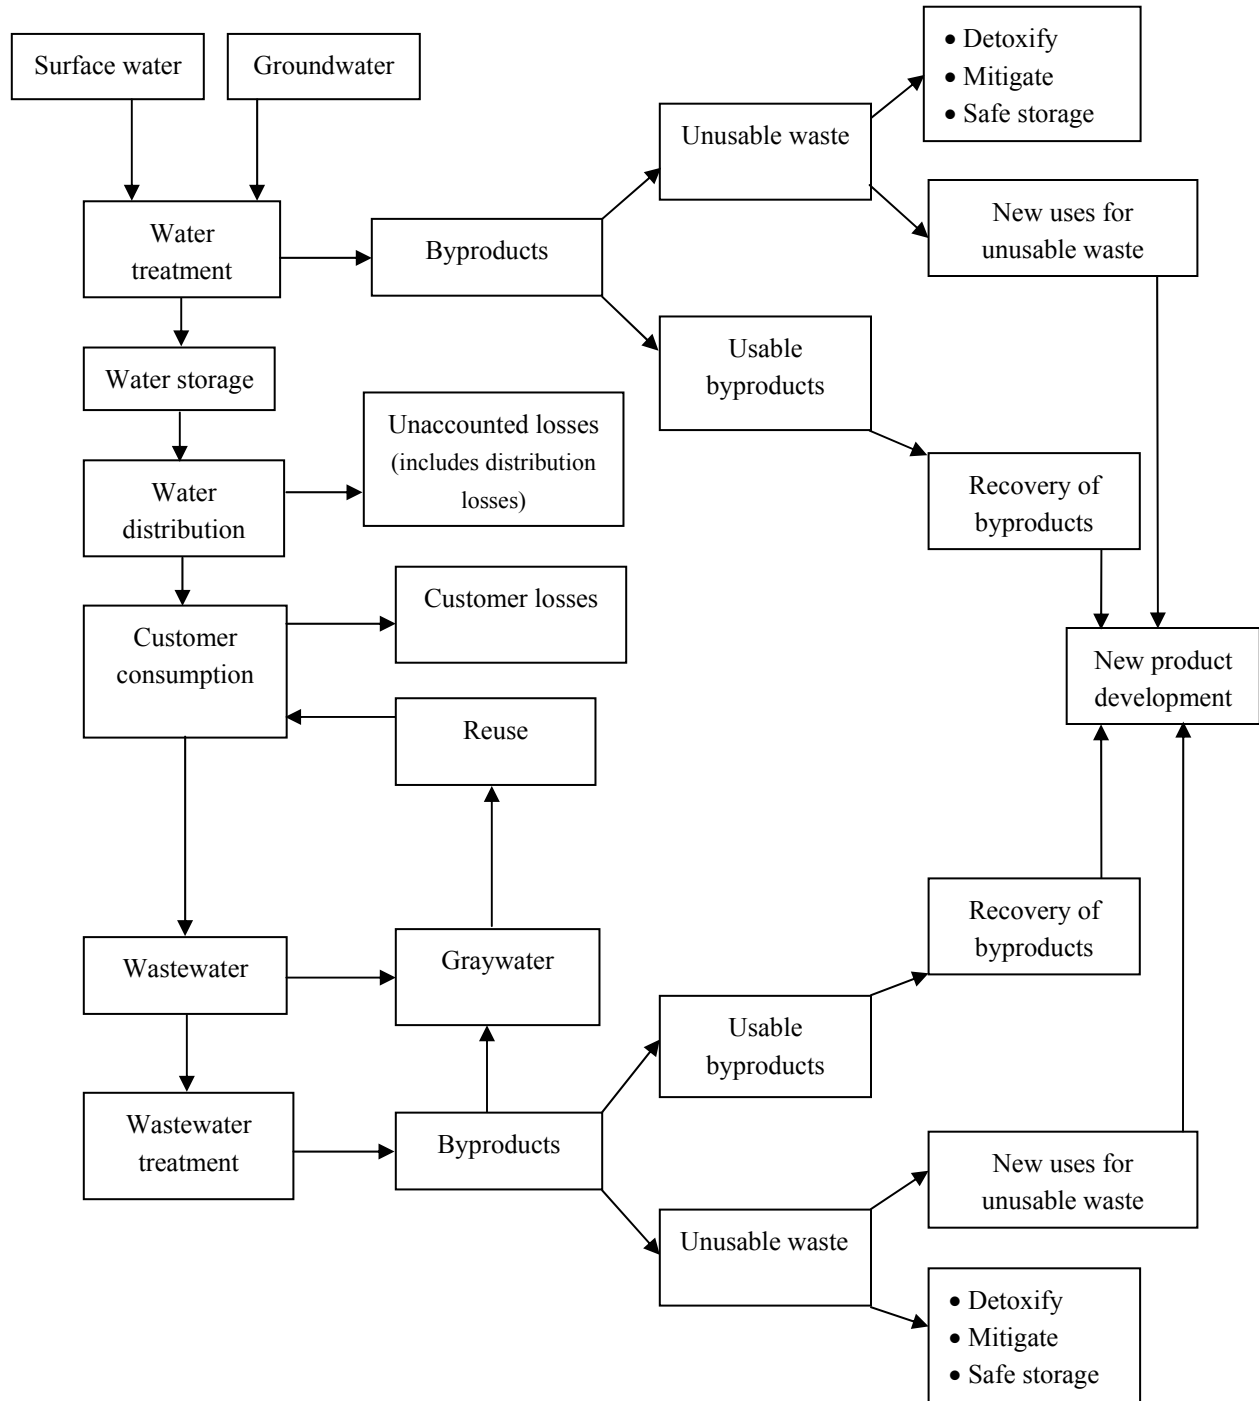 Surface water
Groundwater
• Detoxify
• Mitigate
• Safe storage
Unusable waste
New uses for
unusable waste
Water
treatment
Byproducts
Usable
byproducts
Water storage
Unaccounted losses
(includes distribution
losses)
Water
distribution
Recovery of
byproducts
Customer losses
Customer
consumption
New product
development
Reuse
Recovery of
byproducts
Wastewater
Graywater
Usable
byproducts
Wastewater
treatment
Byproducts
New uses for
unusable waste
Unusable waste
• Detoxify
• Mitigate
• Safe storage